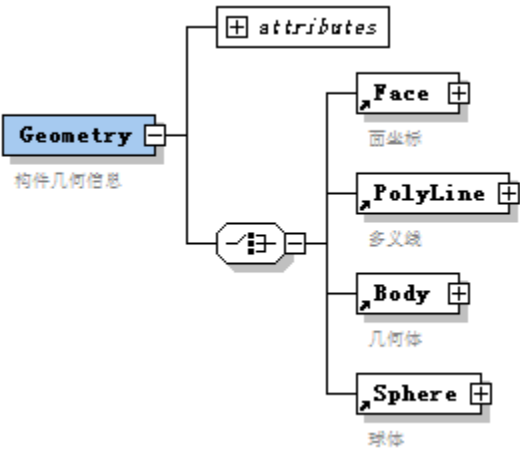 attributes
Face
面坐标
Geometry
构件几何信息
PolyLine
多义线
Body
几何体
Sphere
球体